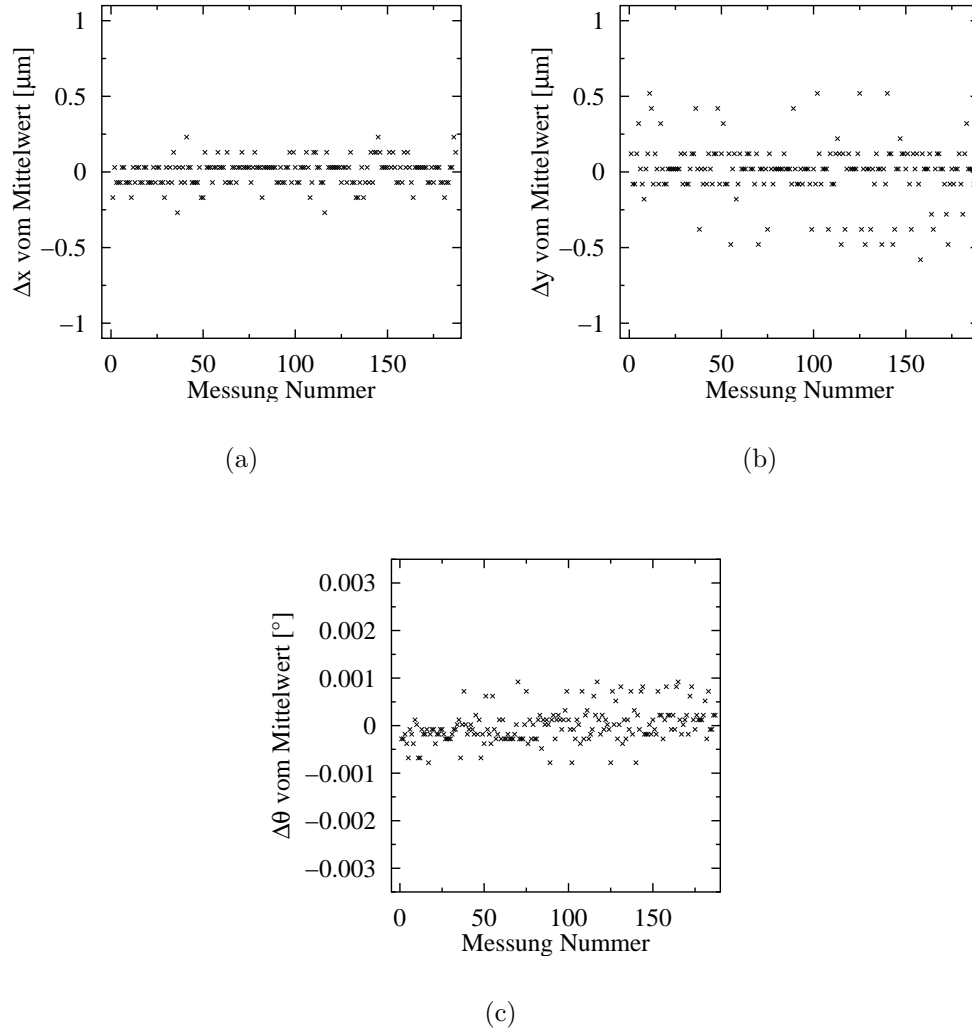 1
0.5
0
−0.5
−1
Δx vom Mittelwert [µm]
0 50 100 150
Messung Nummer
(a)
1
0.5
0
−0.5
−1
Δy vom Mittelwert [µm]
0 50 100 150
Messung Nummer
(b)
0.003
0.002
0.001
0
−0.001
−0.002
−0.003
Δθ vom Mittelwert [°]
0 50 100 150
Messung Nummer
(c)